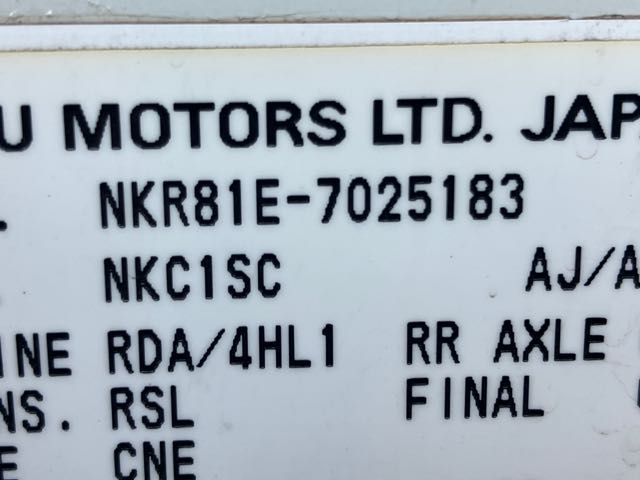 U MOTORS LTD. JAP
. NKR81E-7025183
NKC1SC AJ/A
INE RDA/4HL1 RR AXLE
NS. RSL FINAL
E CNE